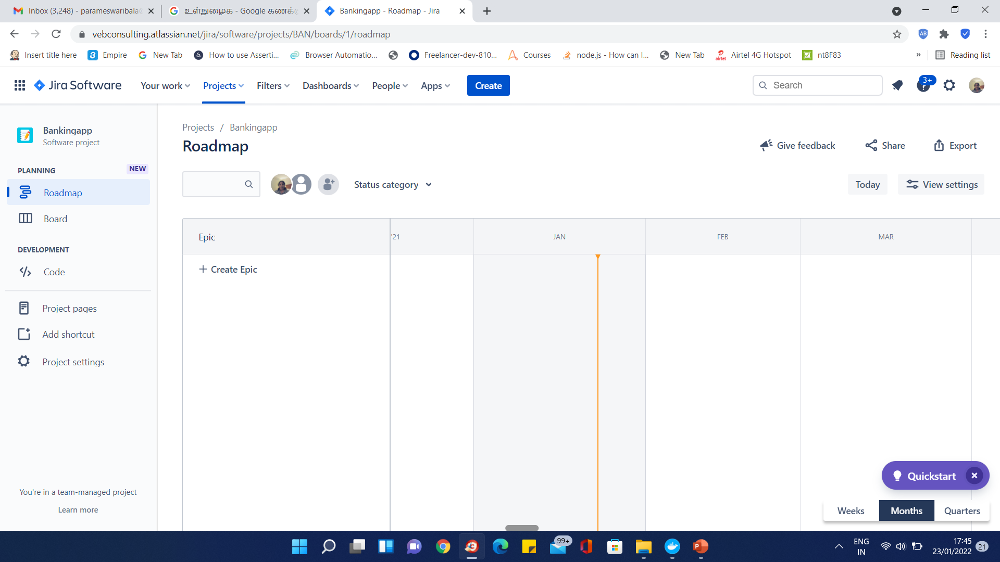 Inbox (3,248) - parameswaribala@
உள்நுழைக - Google கணக்கு
Bankingapp - Roadmap - Jira
vebconsulting.atlassian.net/jira/software/projects/BAN/boards/1/roadmap
AB
Insert title here
Empire
New Tab
How to use Asserti...
Browser Automatio...
Freelancer-dev-810...
Courses
node.js - How can I...
New Tab
Airtel 4G Hotspot
nt8F83
»
Reading list
Jira Software
Your work
Projects
Filters
Dashboards
People
Apps
Create
Search
3+
Bankingapp
Software project
PLANNING
NEW
Roadmap
Board
DEVELOPMENT
Code
Project pages
Add shortcut
Project settings
You're in a team-managed project
Learn more
Projects / Bankingapp
Roadmap
Give feedback
Share
Export
Status category
Today
View settings
Epic
'21
JAN
FEB
MAR
+ Create Epic
Quickstart
Weeks
Months
Quarters
99+
ENG
IN
17:45
23/01/2022
21